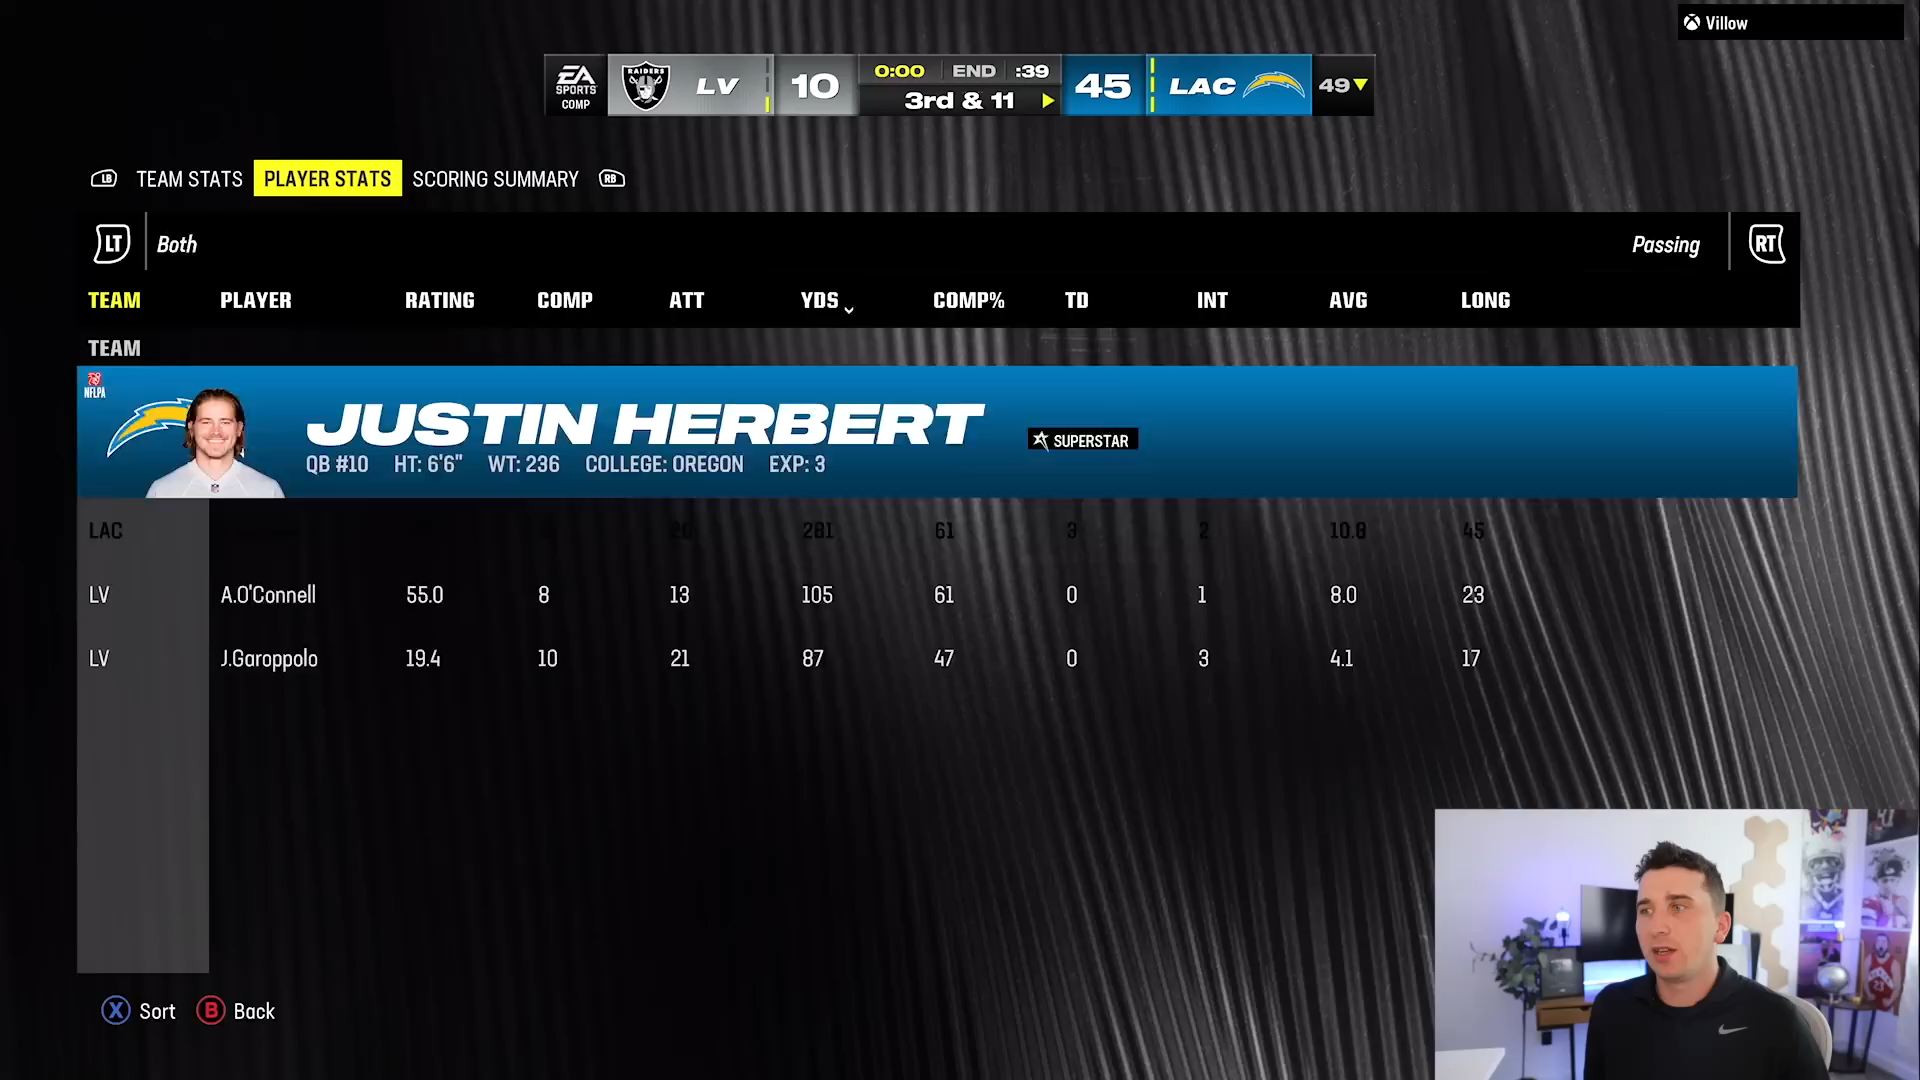 Villow
EA SPORTS COMP
RAIDERS
LV 10 0:00 END :39 3rd & 11 45 LAC 49
LB TEAM STATS PLAYER STATS SCORING SUMMARY RB
LT Both Passing RT
TEAM PLAYER RATING COMP ATT YDS COMP% TD INT AVG LONG
TEAM
NFLPA
JUSTIN HERBERT SUPERSTAR
QB #10 HT: 6'6" WT: 236 COLLEGE: OREGON EXP: 3
LAC 281 61 3 2 10.8 45
LV A.O'Connell 55.0 8 13 105 61 0 1 8.0 23
LV J.Garoppolo 19.4 10 21 87 47 0 3 4.1 17
X Sort B Back